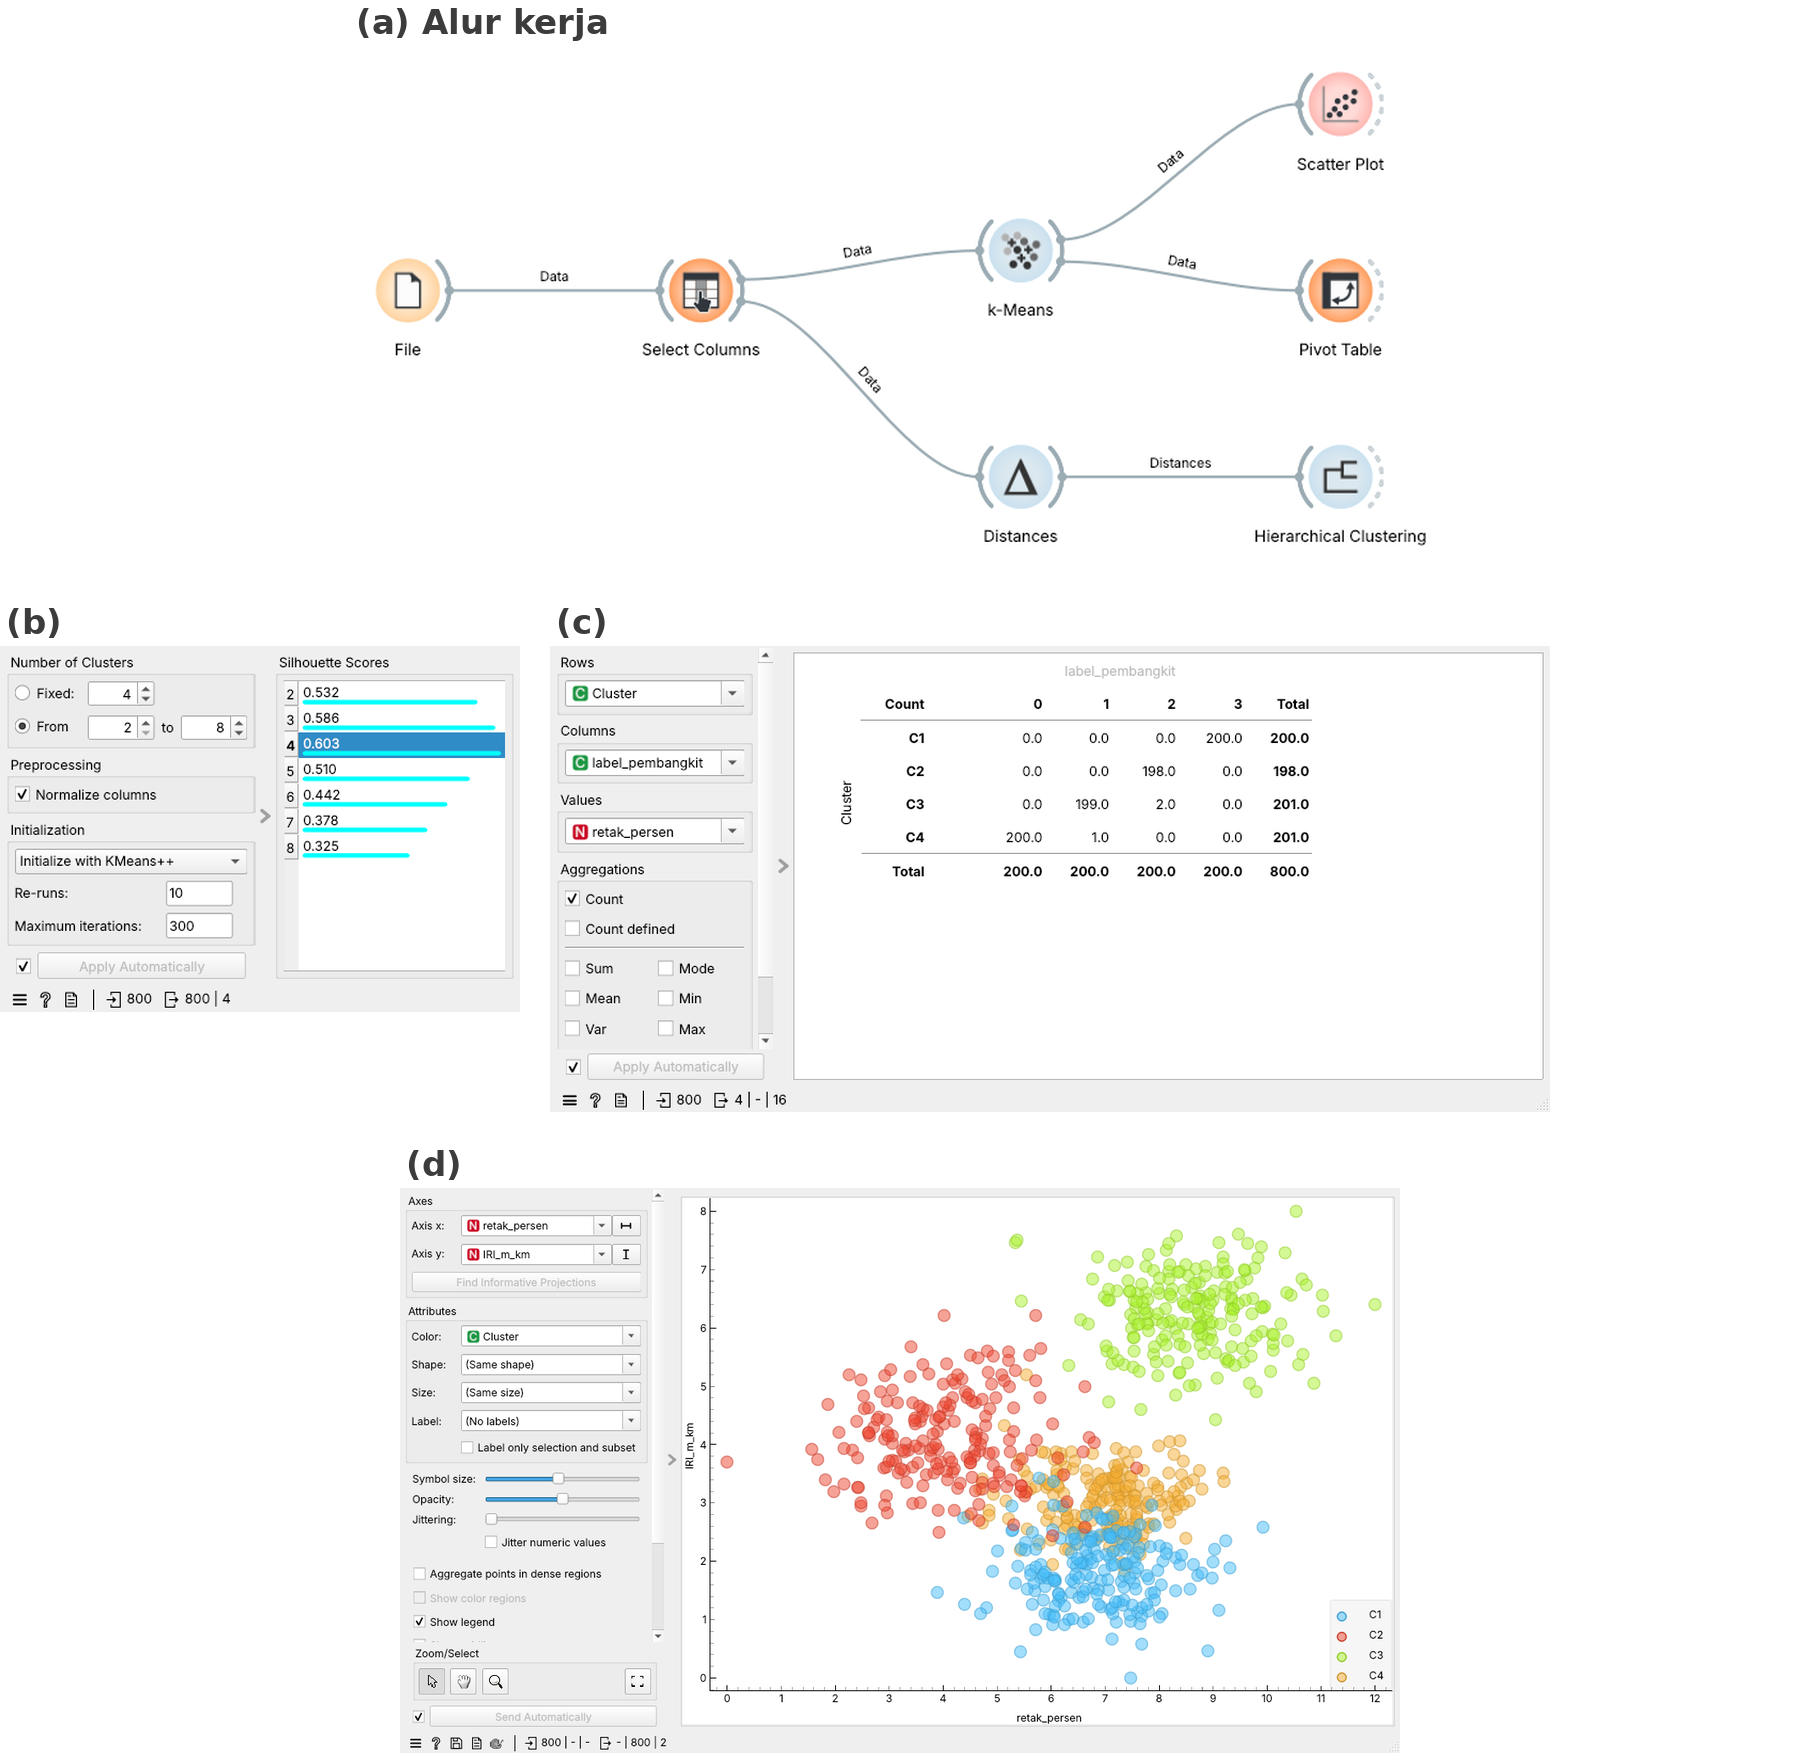 (a) Alur kerja
Scatter Plot
Data
Data
Data
Data
k-Means
File
Select Columns
Pivot Table
Data
Distances
Distances
Hierarchical Clustering
(b)
Number of Clusters
Fixed: 4
From 2 to 8
Preprocessing
Normalize columns
Initialization
Initialize with KMeans++
Re-runs: 10
Maximum iterations: 300
Apply Automatically
800 800 | 4
Silhouette Scores
2 0.532
3 0.586
4 0.603
5 0.510
6 0.442
7 0.378
8 0.325
(c)
Rows
C Cluster
Columns
C label_pembangkit
Values
N retak_persen
Aggregations
Count
Count defined
Sum Mode
Mean Min
Var Max
Apply Automatically
800 4 | - | 16
label_pembangkit
Count 0 1 2 3 Total
Cluster
C1 0.0 0.0 0.0 200.0 200.0
C2 0.0 0.0 198.0 0.0 198.0
C3 0.0 199.0 2.0 0.0 201.0
C4 200.0 1.0 0.0 0.0 201.0
Total 200.0 200.0 200.0 200.0 800.0
(d)
Axes
Axis x: N retak_persen
Axis y: N IRI_m_km
Find Informative Projections
Attributes
Color: C Cluster
Shape: (Same shape)
Size: (Same size)
Label: (No labels)
Label only selection and subset
Symbol size:
Opacity:
Jittering:
Jitter numeric values
Aggregate points in dense regions
Show color regions
Show legend
Zoom/Select
Send Automatically
800 | - | - - | 800 | 2
8
7
6
5
4
3
2
1
0
IRI_m_km
0 1 2 3 4 5 6 7 8 9 10 11 12
retak_persen
C1
C2
C3
C4